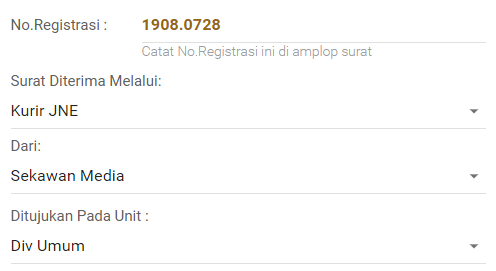 No.Registrasi :
1908.0728
Catat No.Registrasi ini di amplop surat
Surat Diterima Melalui:
Kurir JNE
Dari:
Sekawan Media
Ditujukan Pada Unit :
Div Umum